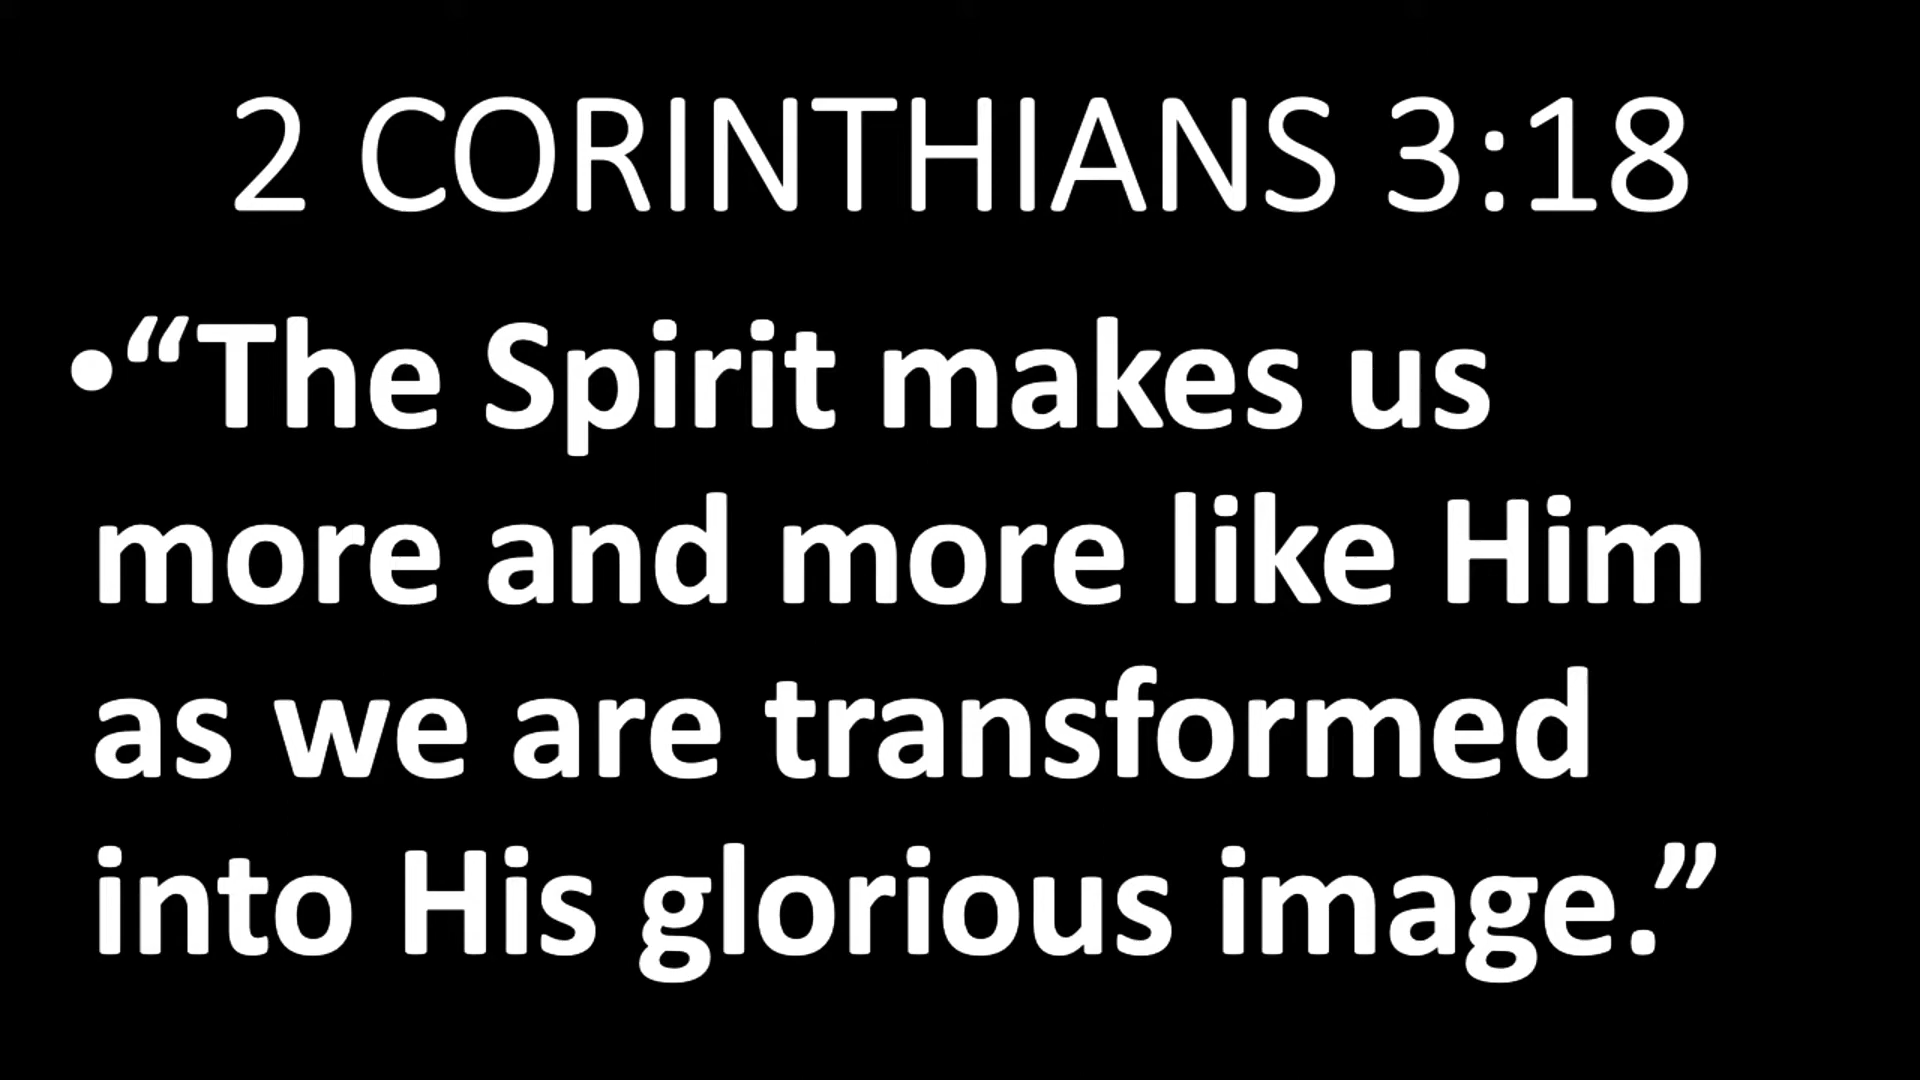 2 CORINTHIANS 3:18
•“The Spirit makes us
more and more like Him
as we are transformed
into His glorious image.”